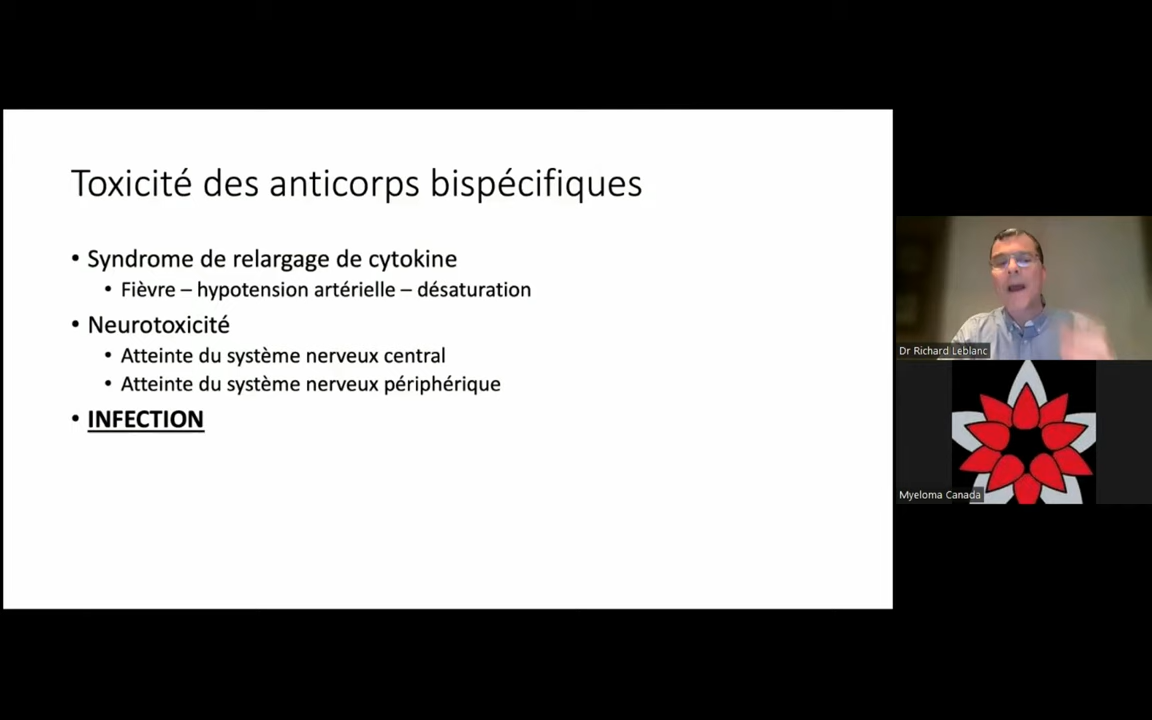 Toxicité des anticorps bispécifiques
• Syndrome de relargage de cytokine
• Fièvre – hypotension artérielle – désaturation
• Neurotoxicité
• Atteinte du système nerveux central
• Atteinte du système nerveux périphérique
• INFECTION
Dr Richard Leblanc
Myeloma Canada